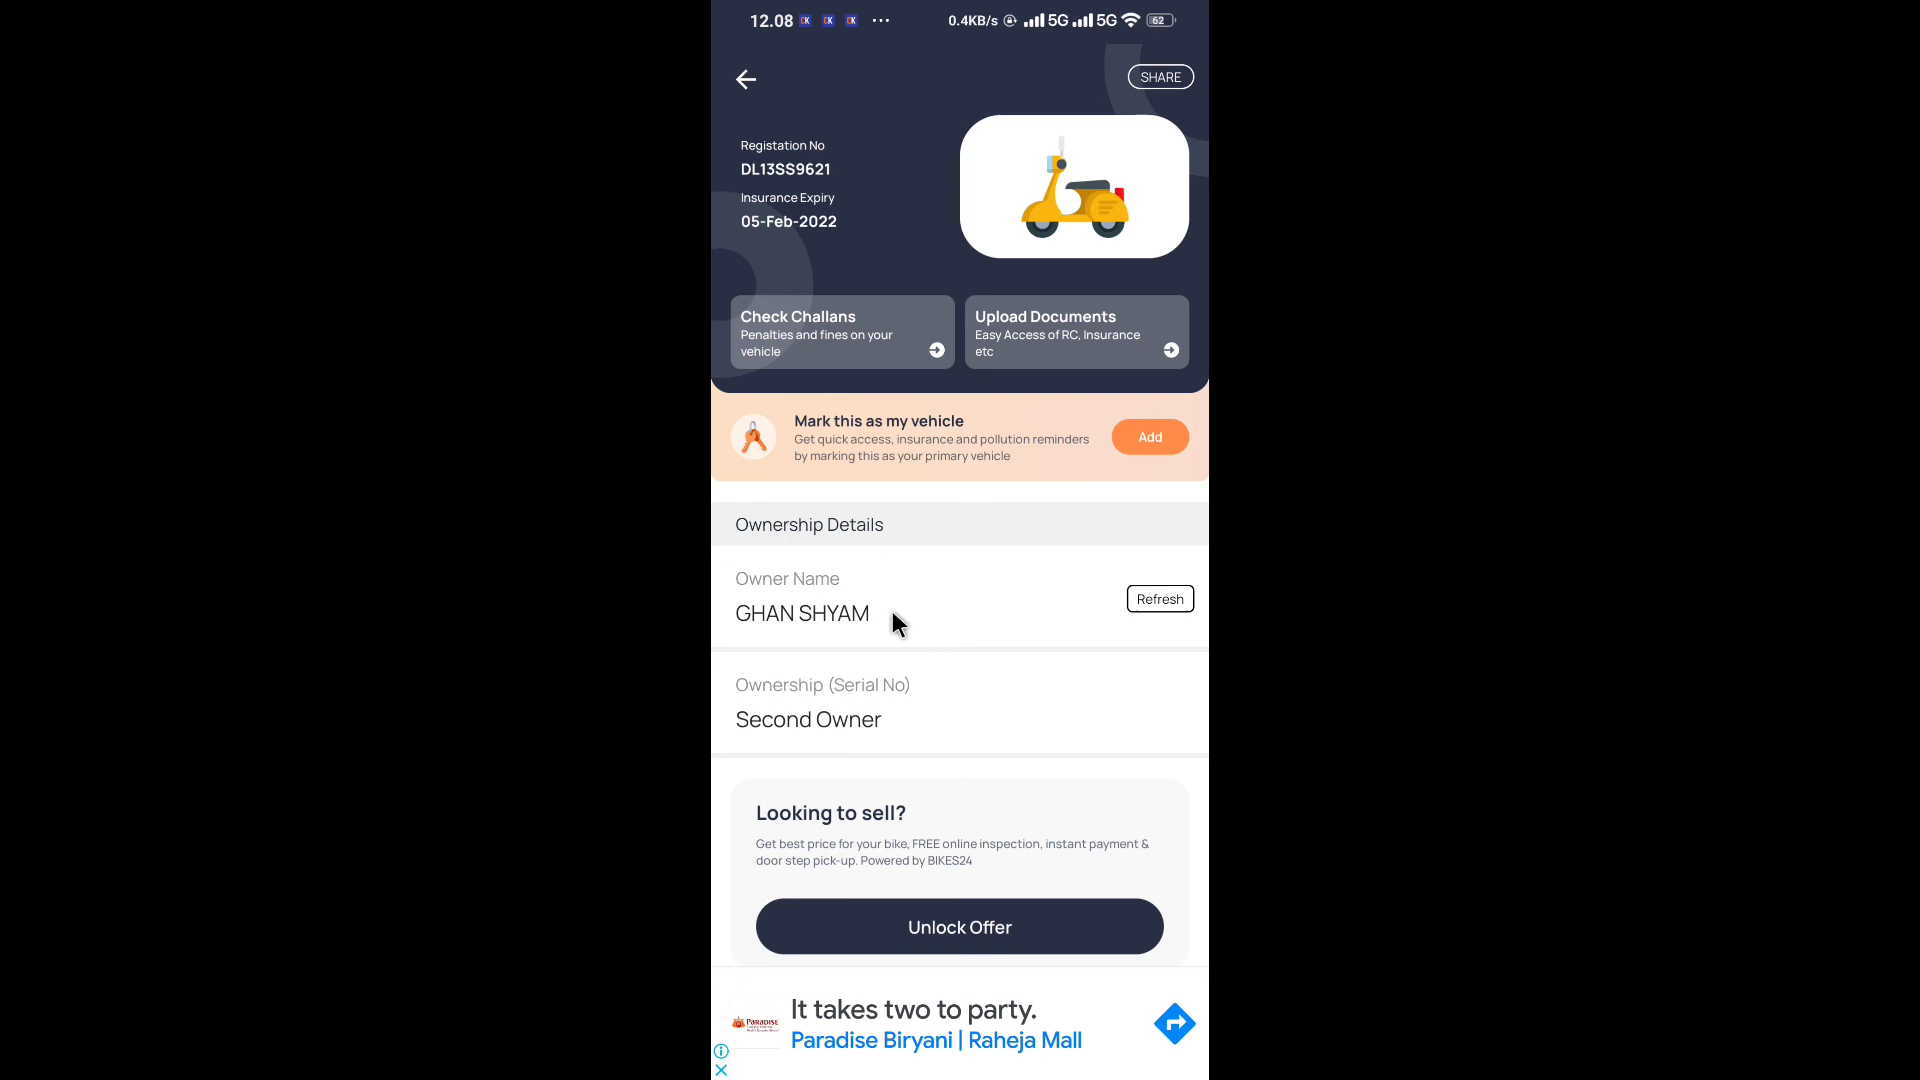 12.08 CK CK CK ... 0.4KB/s 5G 5G 62
SHARE
Registation No
DL13SS9621
Insurance Expiry
05-Feb-2022
Check Challans
Penalties and fines on your
vehicle
Upload Documents
Easy Access of RC, Insurance
etc
Mark this as my vehicle
Get quick access, insurance and pollution reminders
by marking this as your primary vehicle
Add
Ownership Details
Owner Name
GHAN SHYAM
Refresh
Ownership (Serial No)
Second Owner
Looking to sell?
Get best price for your bike, FREE online inspection, instant payment &
door step pick-up. Powered by BIKES24
Unlock Offer
It takes two to party.
PARADISE
Paradise Biryani | Raheja Mall